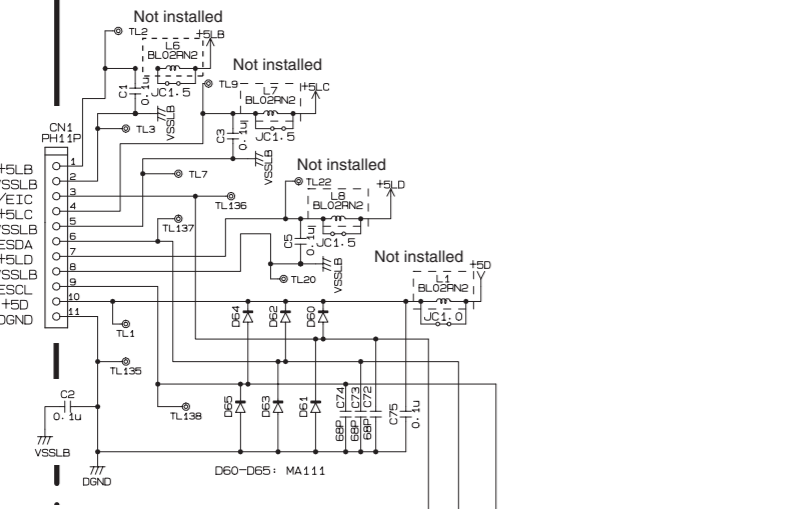 Not installed
TL2
+5LB
L6
BL02RN2
C1
0.1u
JC1.5
VSSLB
TL3
Not installed
TL9
L7
+5LC
BL02RN2
C3
0.1u
JC1.5
VSSLB
TL7
CN1
PH11P
+5LB
VSSLB
/EIC
+5LC
VSSLB
ESDA
+5LD
VSSLB
ESCL
+5D
DGND
1
2
3
4
5
6
7
8
9
10
11
Not installed
TL22
L8
+5LD
BL02RN2
TL136
TL137
C5
0.1u
JC1.5
VSSLB
TL20
Not installed
L1
+5D
BL02RN2
JC1.0
D64
D62
D60
TL1
TL135
TL138
D65
D63
D61
C74
C73
C72
68P
68P
68P
C75
0.1u
C2
0.1u
VSSLB
DGND
D60-D65: MA111